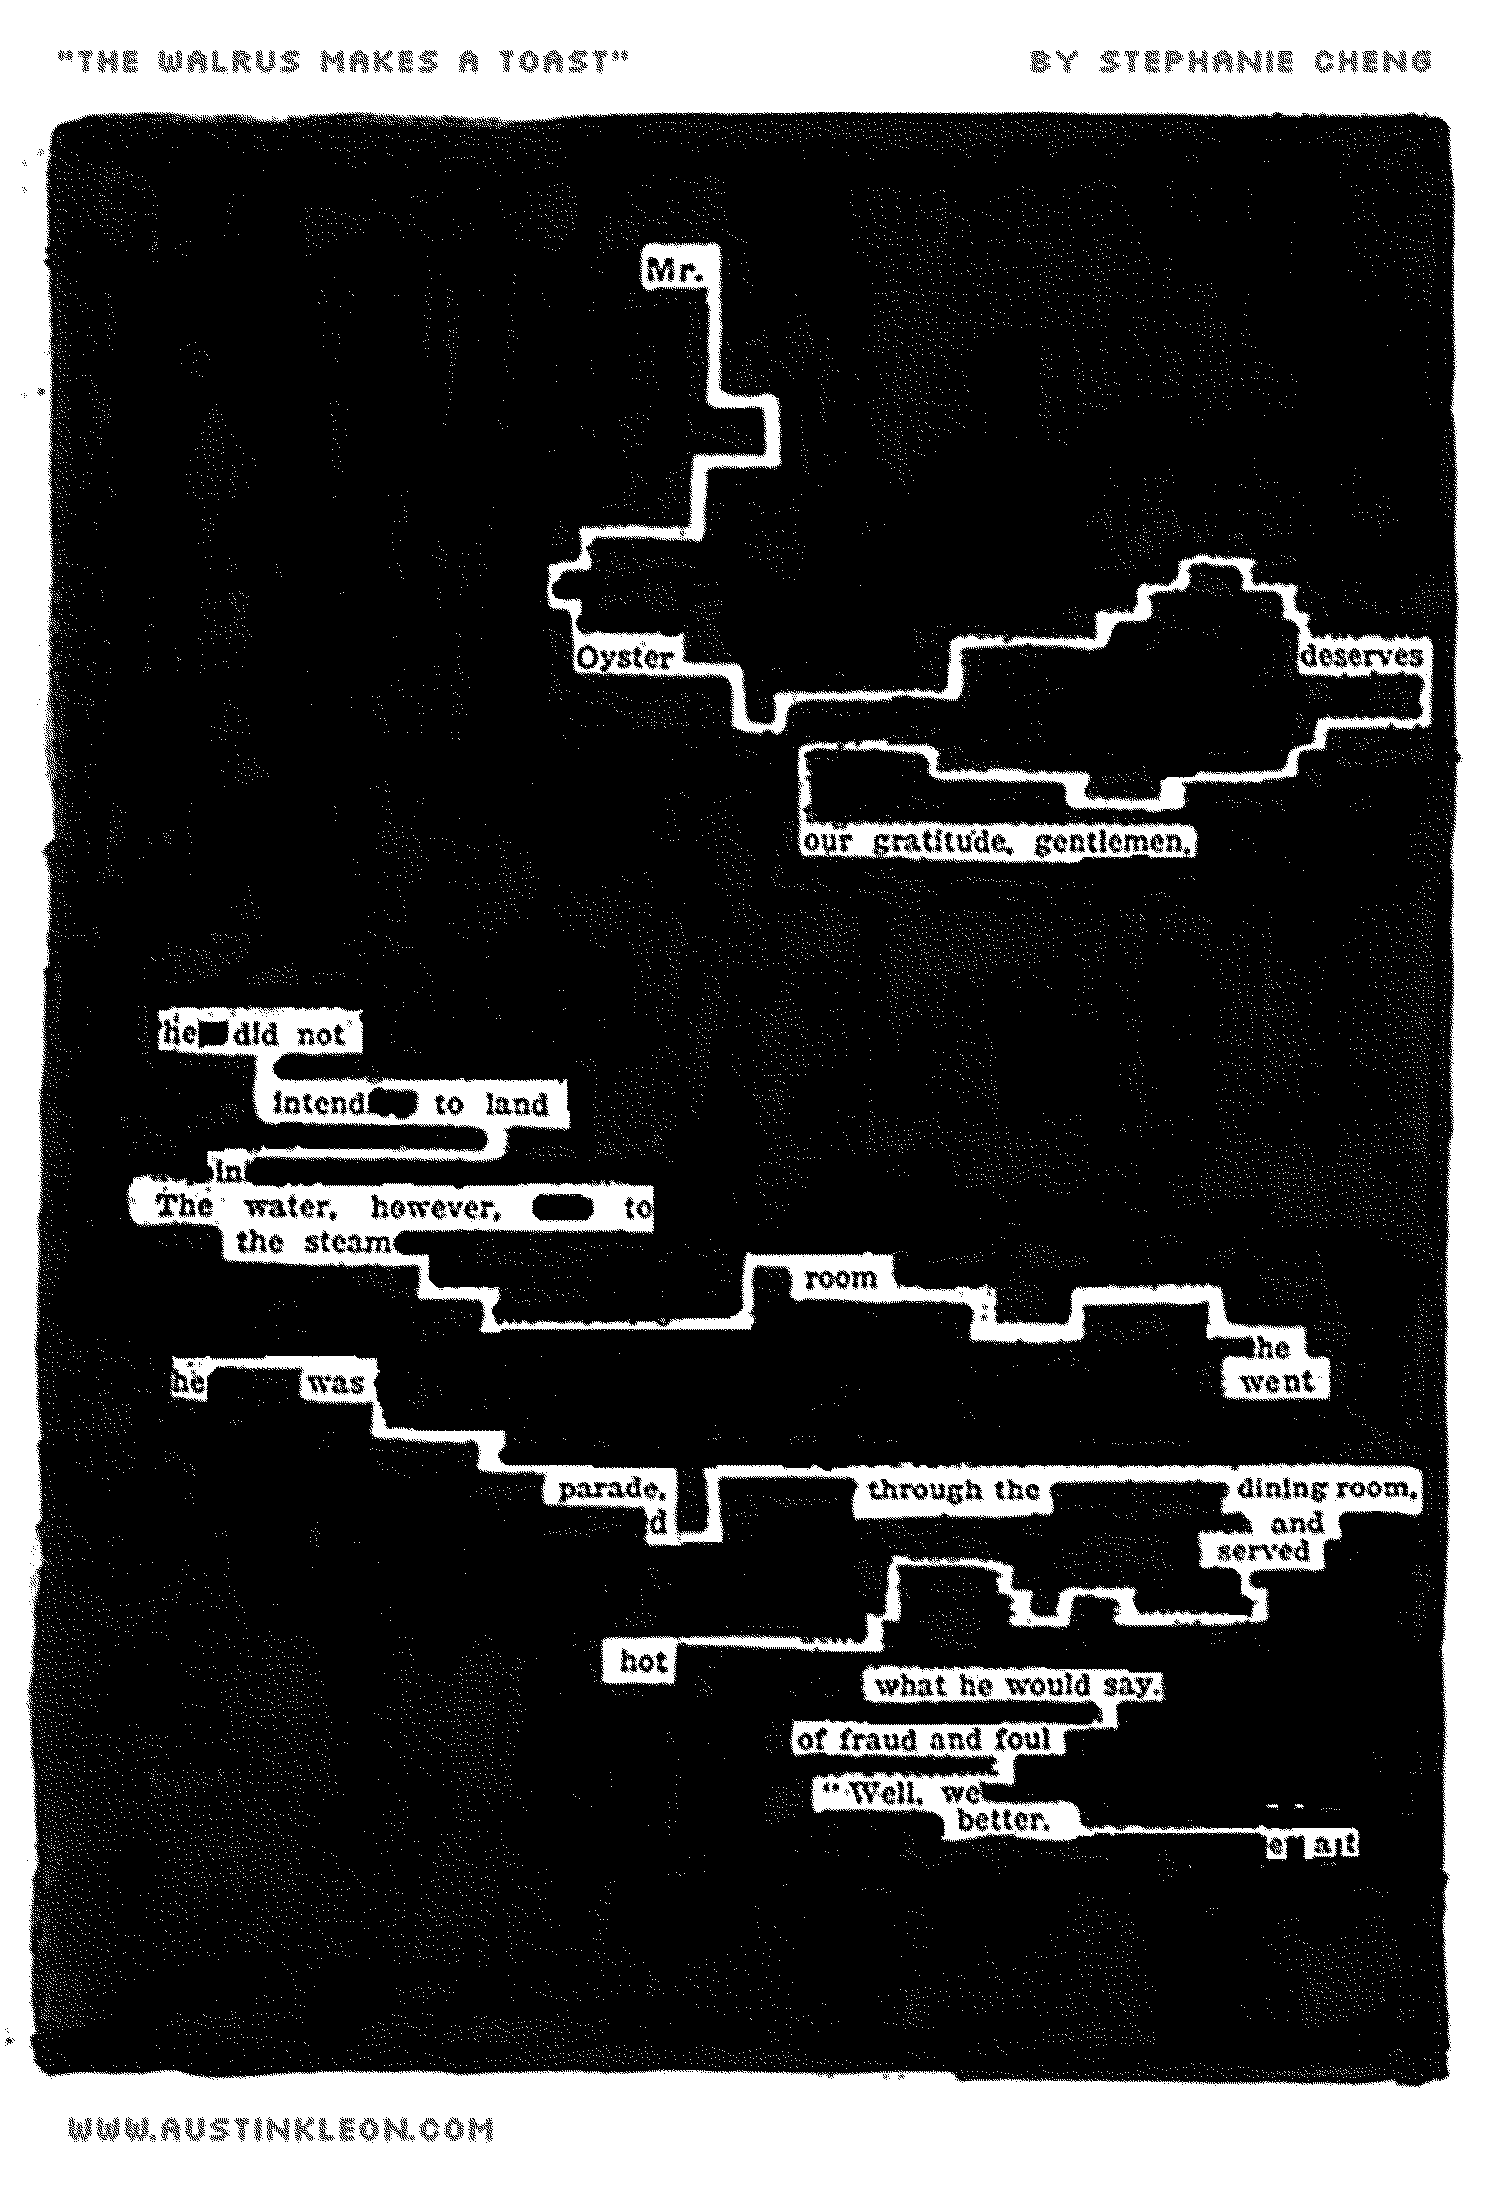 "THE WALRUS MAKES A TOAST" BY STEPHANIE CHENG
Mr.
Oyster deserves
our gratitude, gentlemen.
he did not
intend to land
in
The water, however, to
the steam
room
he
went
he was
parade,
d
through the dining room,
and
served
hot
what he would say.
of fraud and foul
"Well, we
better.
e at
WWW.AUSTINKLEON.COM